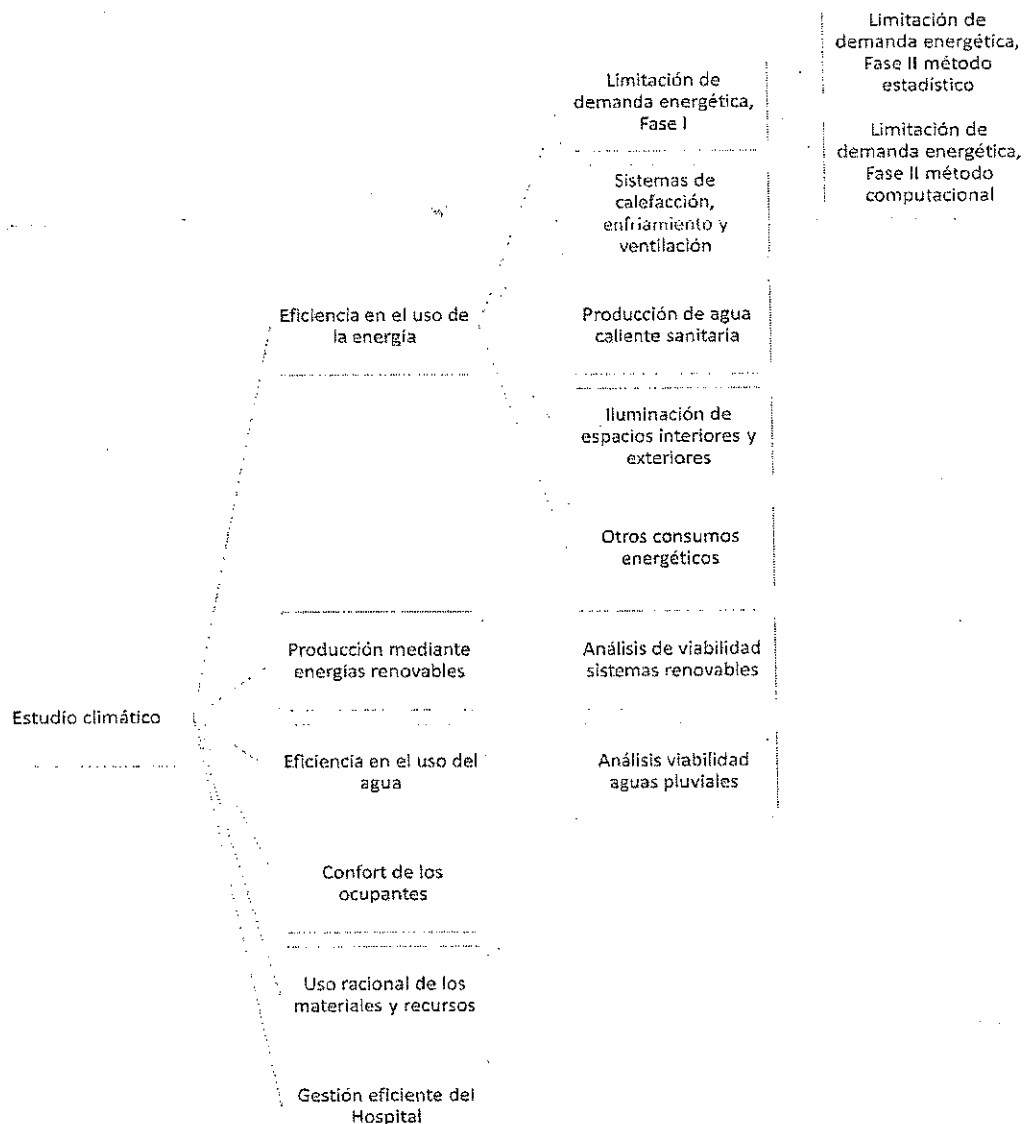 Limitación de
demanda energética,
Fase II método
estadístico
Limitación de
demanda energética,
Fase I
Limitación de
demanda energética,
Fase II método
computacional
Sistemas de
calefacción,
enfriamiento y
ventilación
Eficiencia en el uso de
la energía
Producción de agua
caliente sanitaria
Iluminación de
espacios interiores y
exteriores
Otros consumos
energéticos
Producción mediante
energías renovables
Análisis de viabilidad
sistemas renovables
Estudio climático
Eficiencia en el uso del
agua
Análisis viabilidad
aguas pluviales
Confort de los
ocupantes
Uso racional de los
materiales y recursos
Gestión eficiente del
Hospital